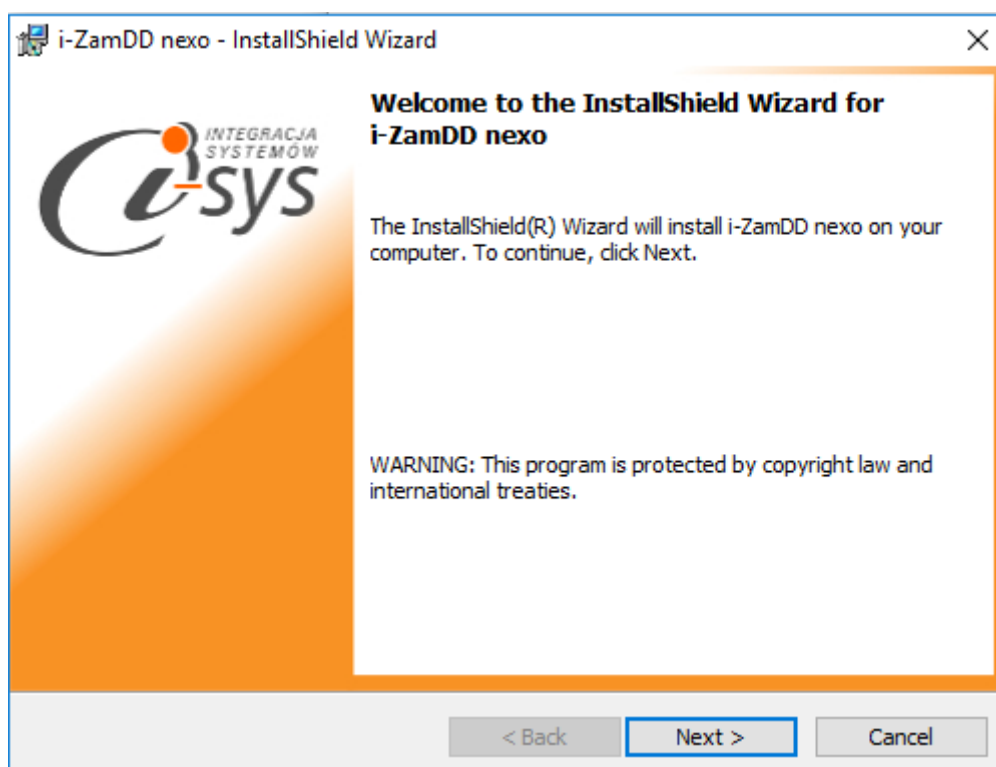 i-ZamDD nexo - InstallShield Wizard
INTEGRACJA
SYSTEMÓW
i-sys
Welcome to the InstallShield Wizard for
i-ZamDD nexo
The InstallShield(R) Wizard will install i-ZamDD nexo on your
computer. To continue, click Next.
WARNING: This program is protected by copyright law and
international treaties.
< Back
Next >
Cancel